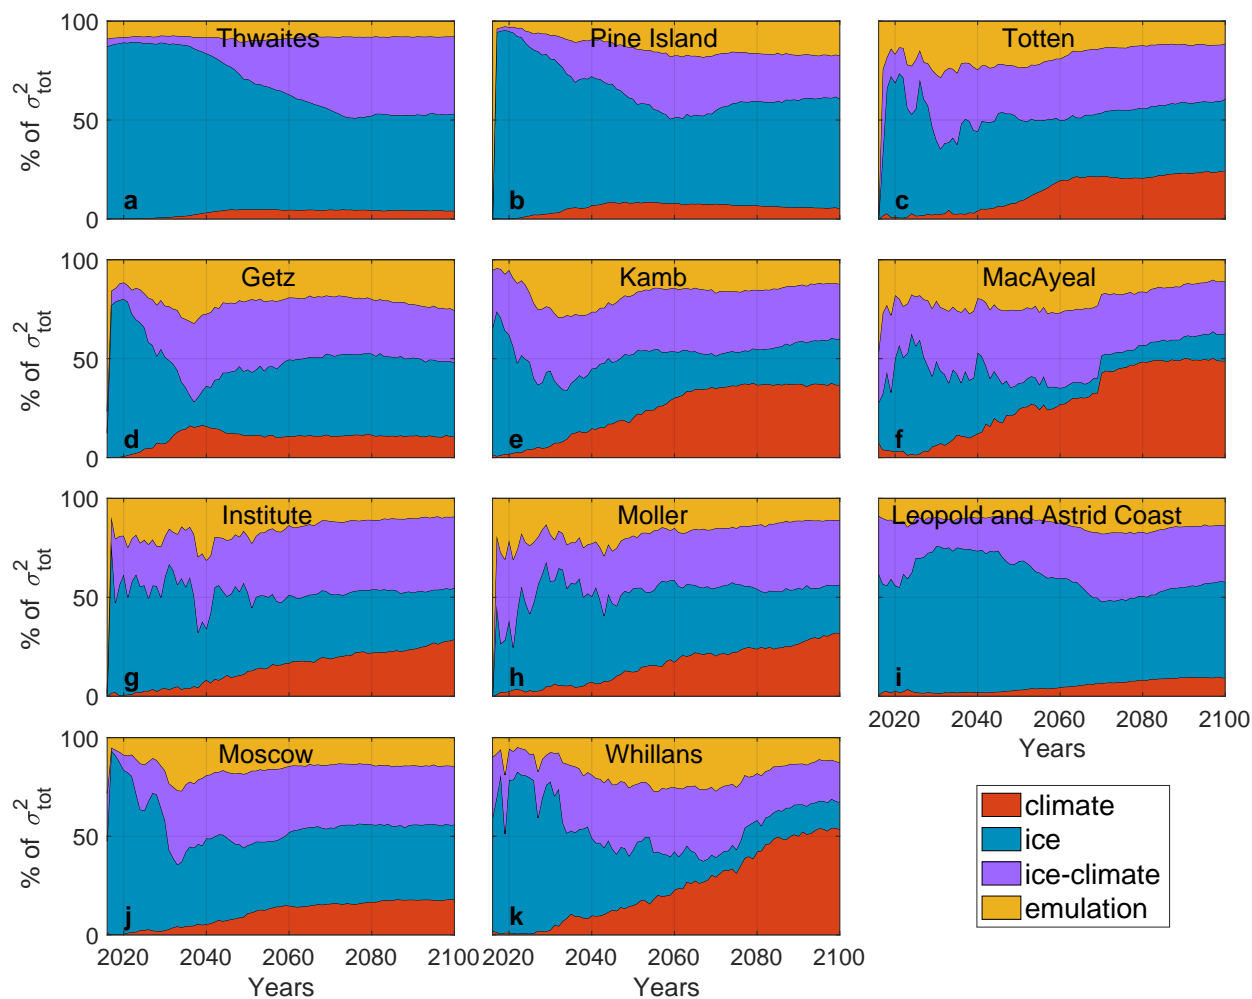 Thwaites
Pine Island
Totten
100
50
0
% of σ²tot
a
b
c
Getz
Kamb
MacAyeal
100
50
0
% of σ²tot
d
e
f
Institute
Moller
Leopold and Astrid Coast
100
50
0
% of σ²tot
g
h
i
2020 2040 2060 2080 2100
Years
Moscow
Whillans
100
50
0
% of σ²tot
j
k
2020 2040 2060 2080 2100
2020 2040 2060 2080 2100
Years
Years
climate
ice
ice-climate
emulation